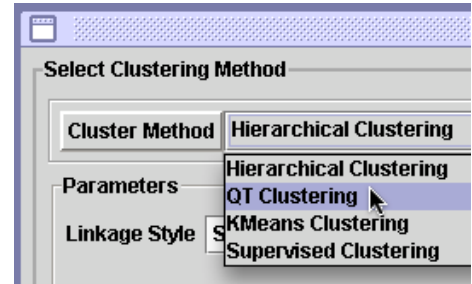 Select Clustering Method
Cluster Method Hierarchical Clustering
Hierarchical Clustering
Parameters
QT Clustering
KMeans Clustering
Linkage Style S
Supervised Clustering